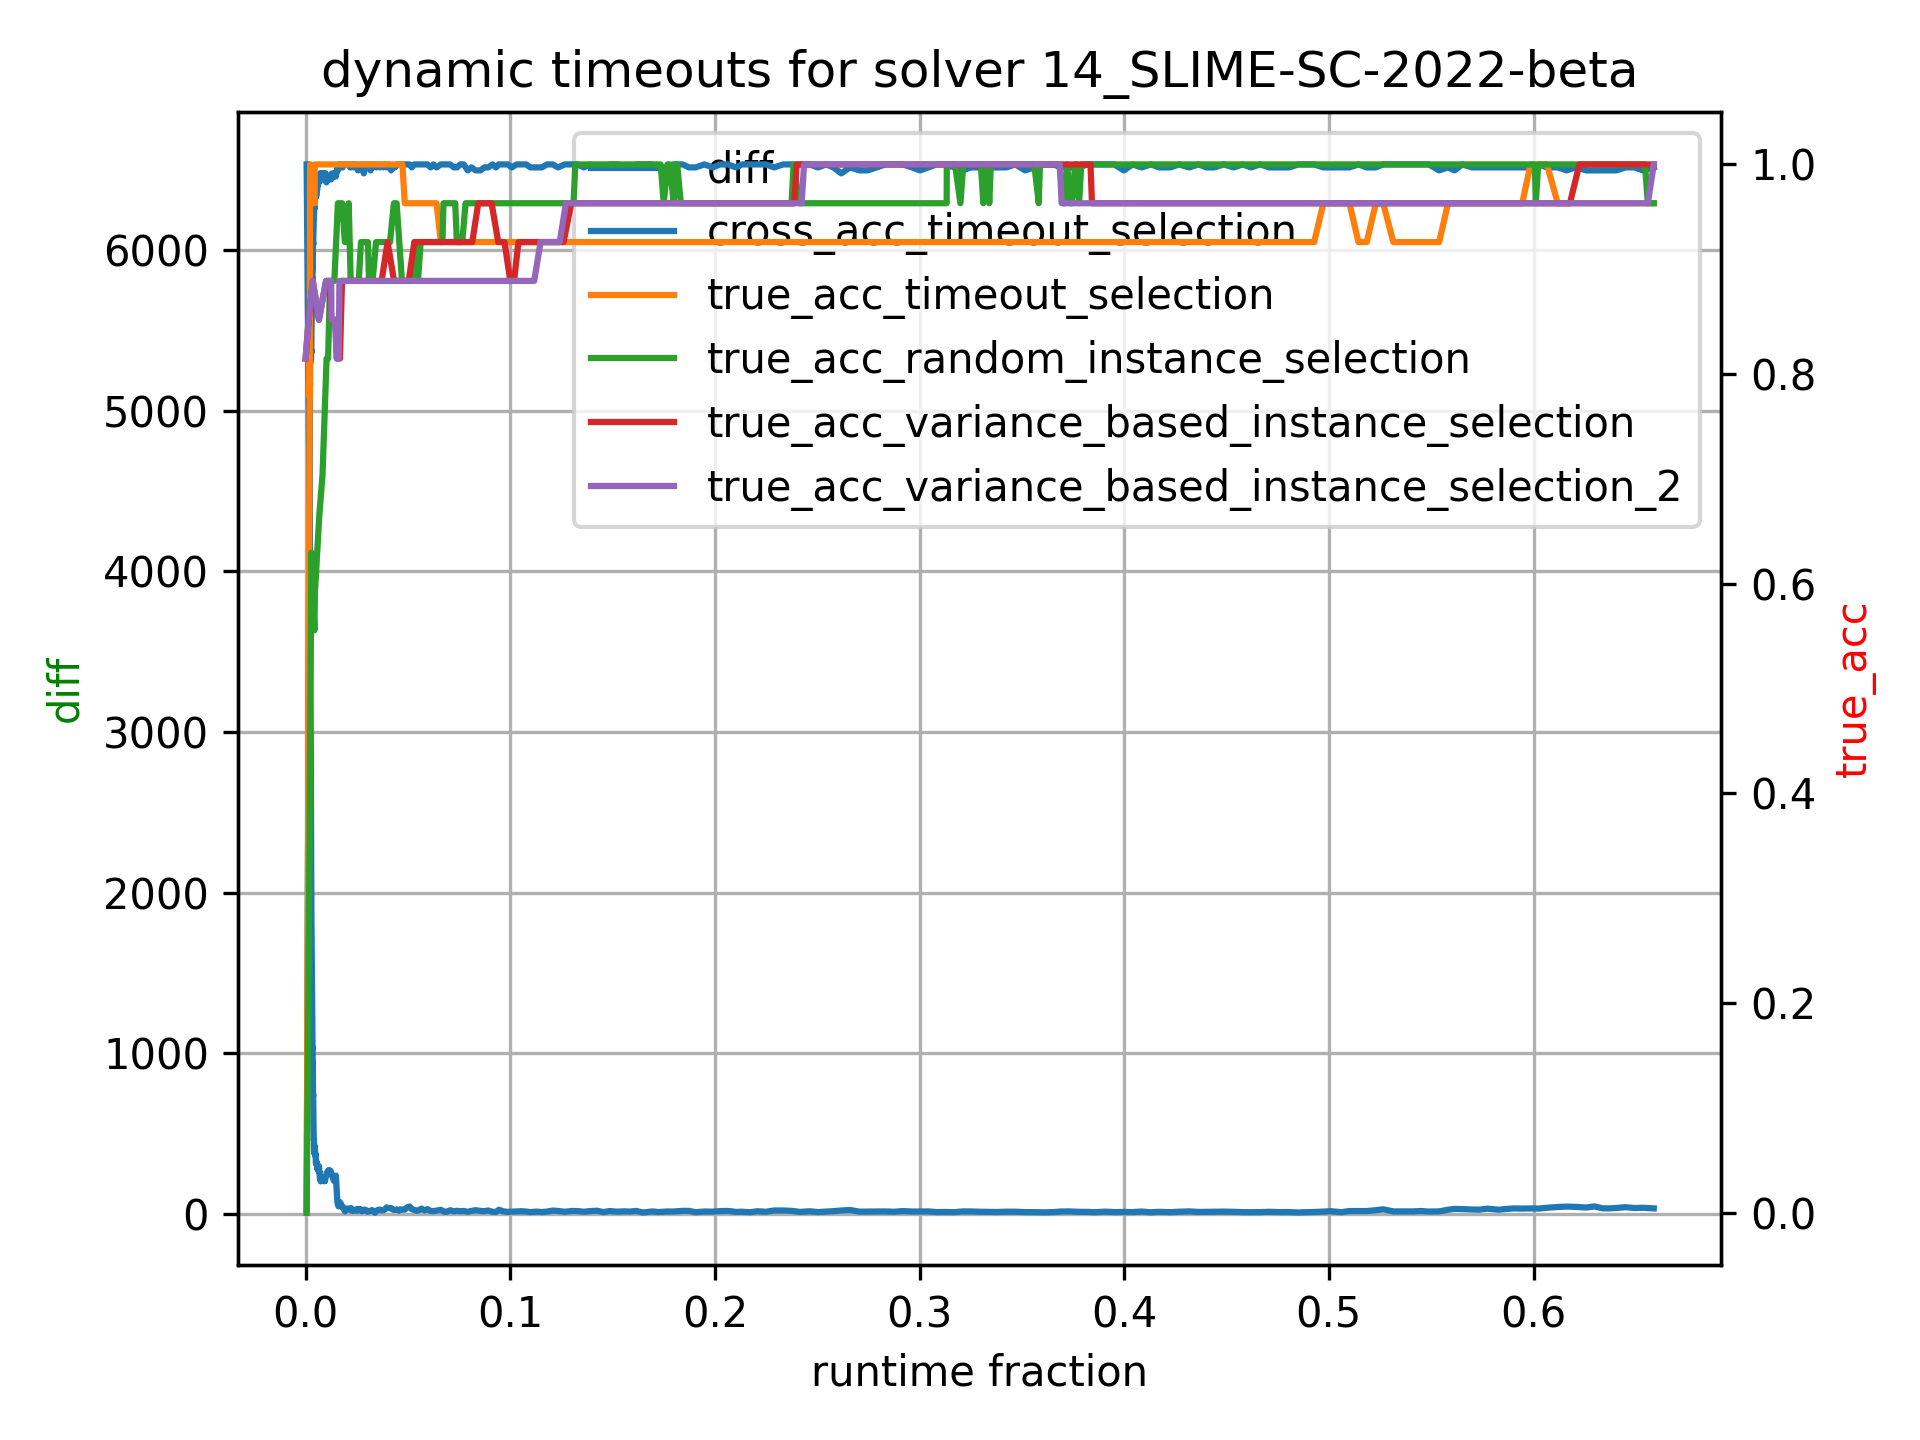 dynamic timeouts for solver 14_SLIME-SC-2022-beta
diff
cross_acc_timeout_selection
true_acc_timeout_selection
true_acc_random_instance_selection
true_acc_variance_based_instance_selection
true_acc_variance_based_instance_selection_2
6000
5000
4000
3000
2000
1000
0
diff
1.0
0.8
0.6
0.4
0.2
0.0
true_acc
0.0 0.1 0.2 0.3 0.4 0.5 0.6
runtime fraction